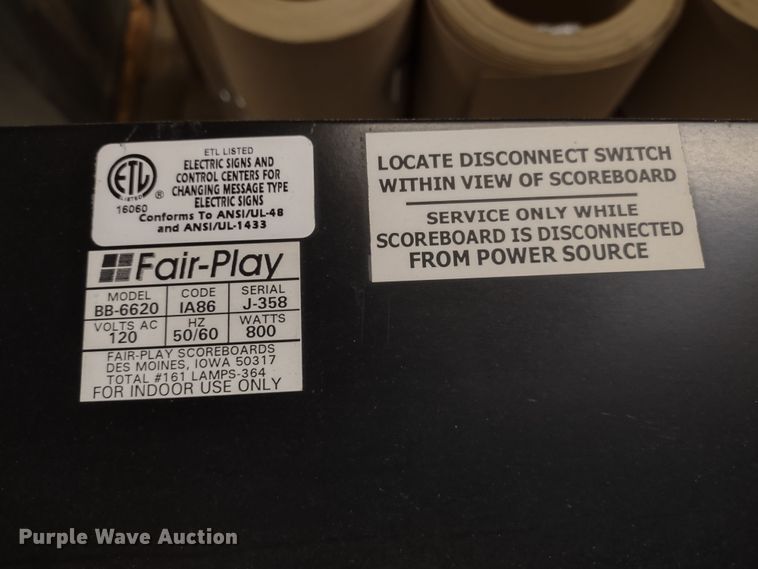 ETL LISTED
ELECTRIC SIGNS AND
CONTROL CENTERS FOR
CHANGING MESSAGE TYPE
ELECTRIC SIGNS
Conforms To ANSI/UL-48
and ANSI/UL-1433
ETL
LISTED
®
16060
Fair-Play
MODEL CODE SERIAL
BB-6620 IA86 J-358
VOLTS AC HZ WATTS
120 50/60 800
FAIR-PLAY SCOREBOARDS
DES MOINES, IOWA 50317
TOTAL #161 LAMPS-364
FOR INDOOR USE ONLY
LOCATE DISCONNECT SWITCH
WITHIN VIEW OF SCOREBOARD
SERVICE ONLY WHILE
SCOREBOARD IS DISCONNECTED
FROM POWER SOURCE
Purple Wave Auction